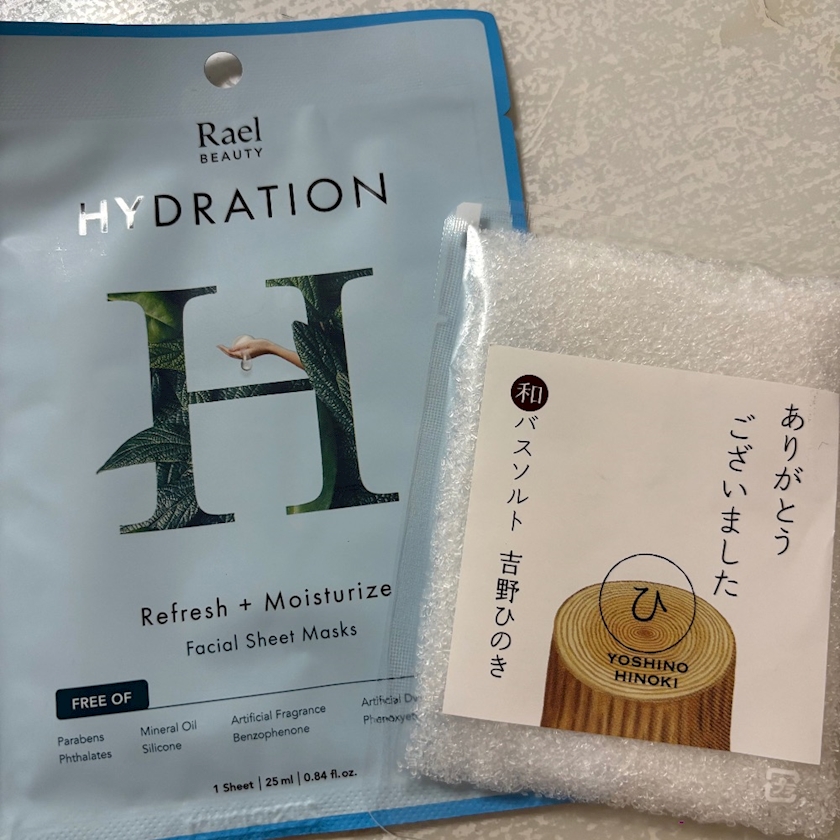 Rael
BEAUTY
HYDRATION
Refresh + Moisturize
Facial Sheet Masks
FREE OF
Parabens
Phthalates
Mineral Oil
Silicone
Artificial Fragrance
Benzophenone
Artificial
1 Sheet | 25 ml | 0.84 fl.oz.
ありがとう
ございました
和
バスソルト 吉野ひのき
ひ
YOSHINO
HINOKI